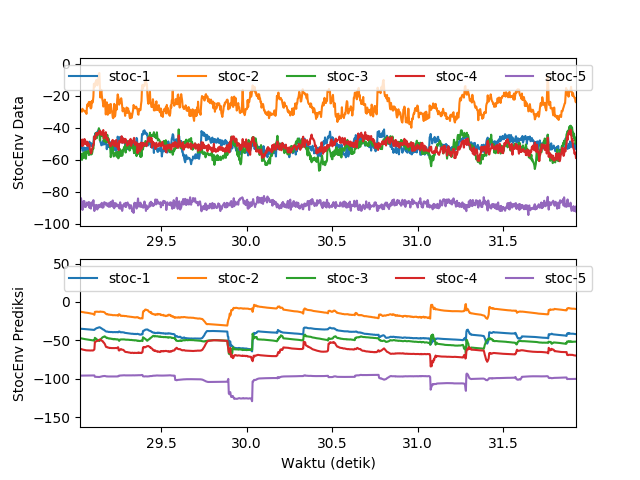 StocEnv Data
0
−20
−40
−60
−80
−100
stoc-1 stoc-2 stoc-3 stoc-4 stoc-5
29.5 30.0 30.5 31.0 31.5
StocEnv Prediksi
50
0
−50
−100
−150
stoc-1 stoc-2 stoc-3 stoc-4 stoc-5
29.5 30.0 30.5 31.0 31.5
Waktu (detik)